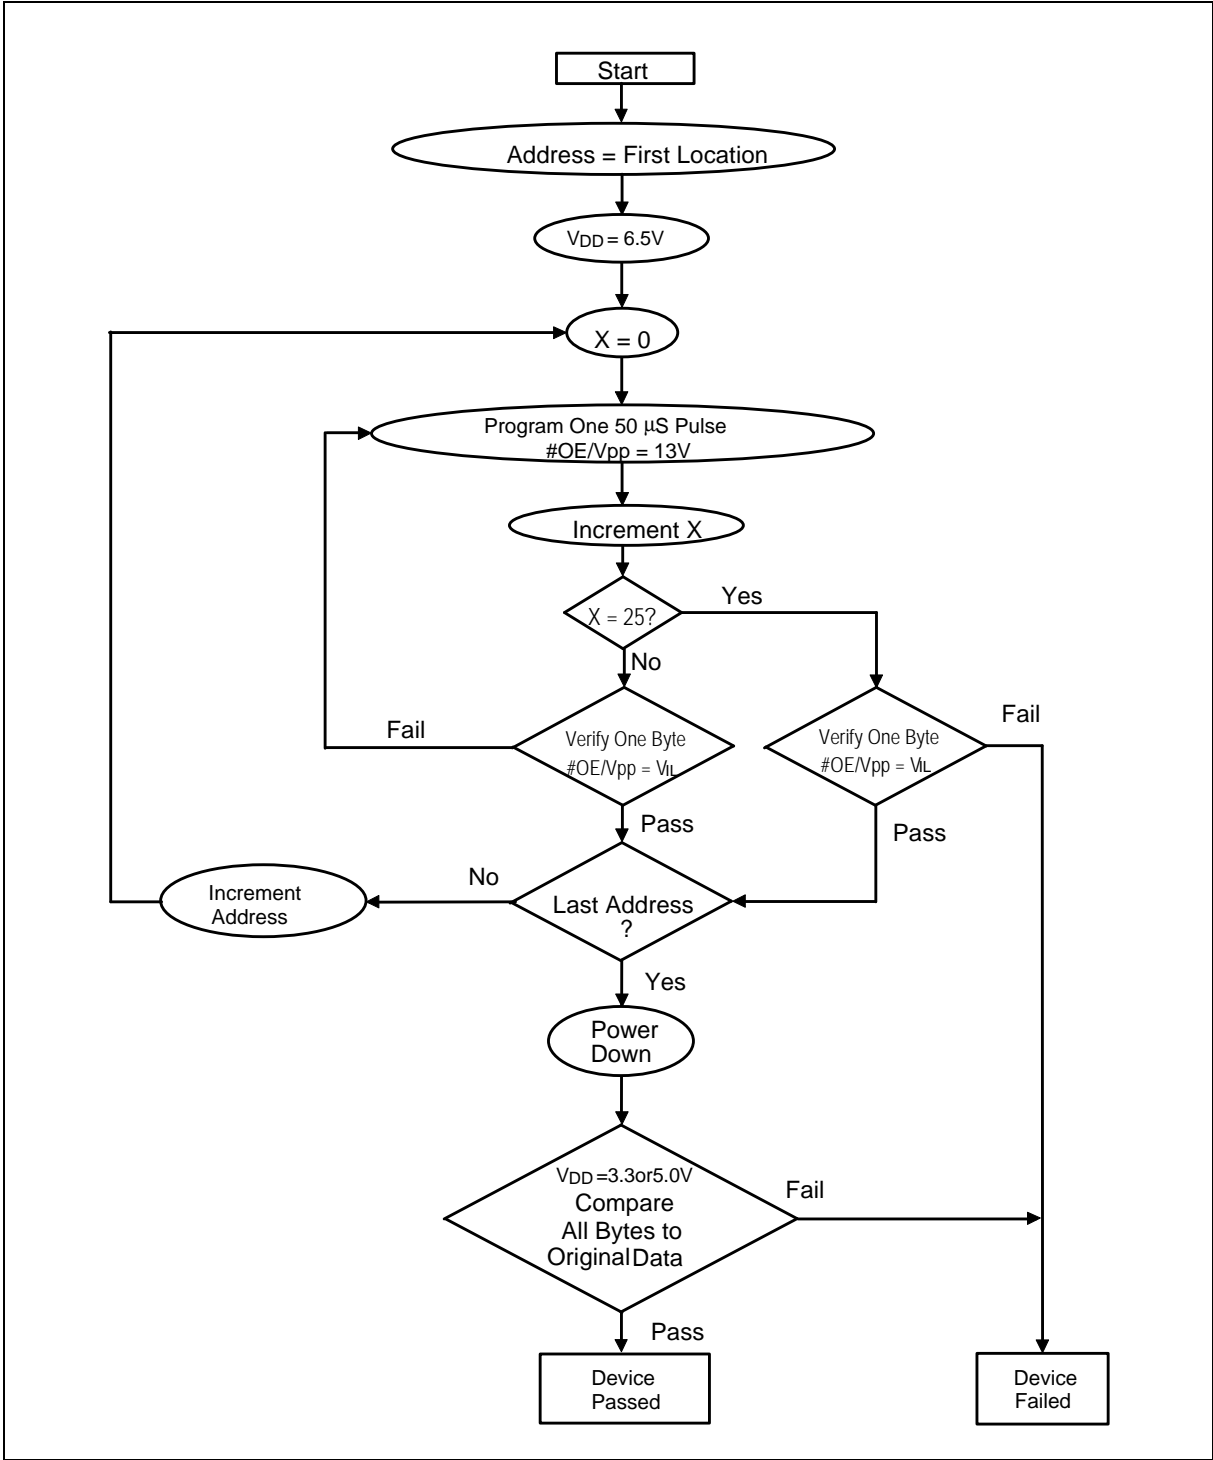 Start
Address = First Location
VDD = 6.5V
X = 0
Program One 50 µS Pulse
#OE/Vpp = 13V
Increment X
X = 25?
Yes
No
Fail
Verify One Byte
#OE/Vpp = VIL
Verify One Byte
#OE/Vpp = VIL
Fail
Pass
Pass
Increment
Address
No
Last Address
?
Yes
Power
Down
VDD =3.3or5.0V
Compare
All Bytes to
Original Data
Fail
Pass
Device
Passed
Device
Failed